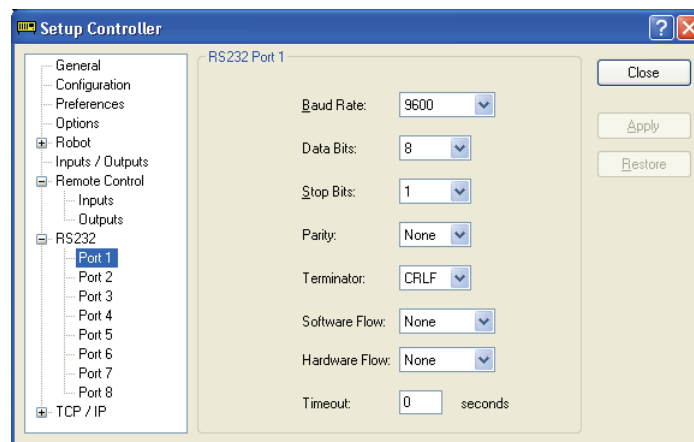 Setup Controller
General
Configuration
Preferences
Options
Robot
Inputs / Outputs
Remote Control
Inputs
Outputs
RS232
Port 1
Port 2
Port 3
Port 4
Port 5
Port 6
Port 7
Port 8
TCP / IP
RS232 Port 1
Baud Rate: 9600
Data Bits: 8
Stop Bits: 1
Parity: None
Terminator: CRLF
Software Flow: None
Hardware Flow: None
Timeout: 0 seconds
Close
Apply
Restore